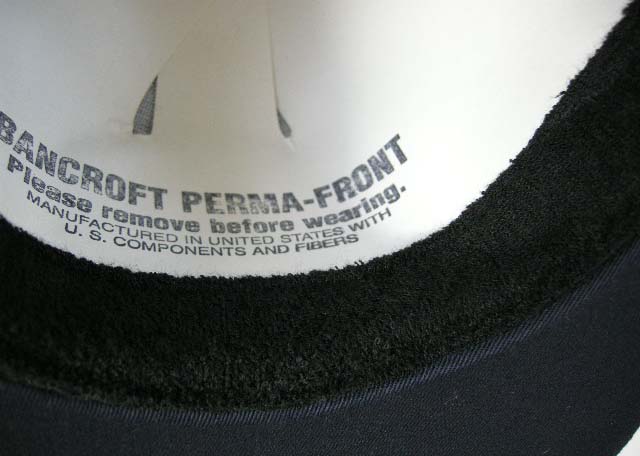 BANCROFT PERMA-FRONT
Please remove before wearing.
MANUFACTURED IN UNITED STATES WITH
U. S. COMPONENTS AND FIBERS